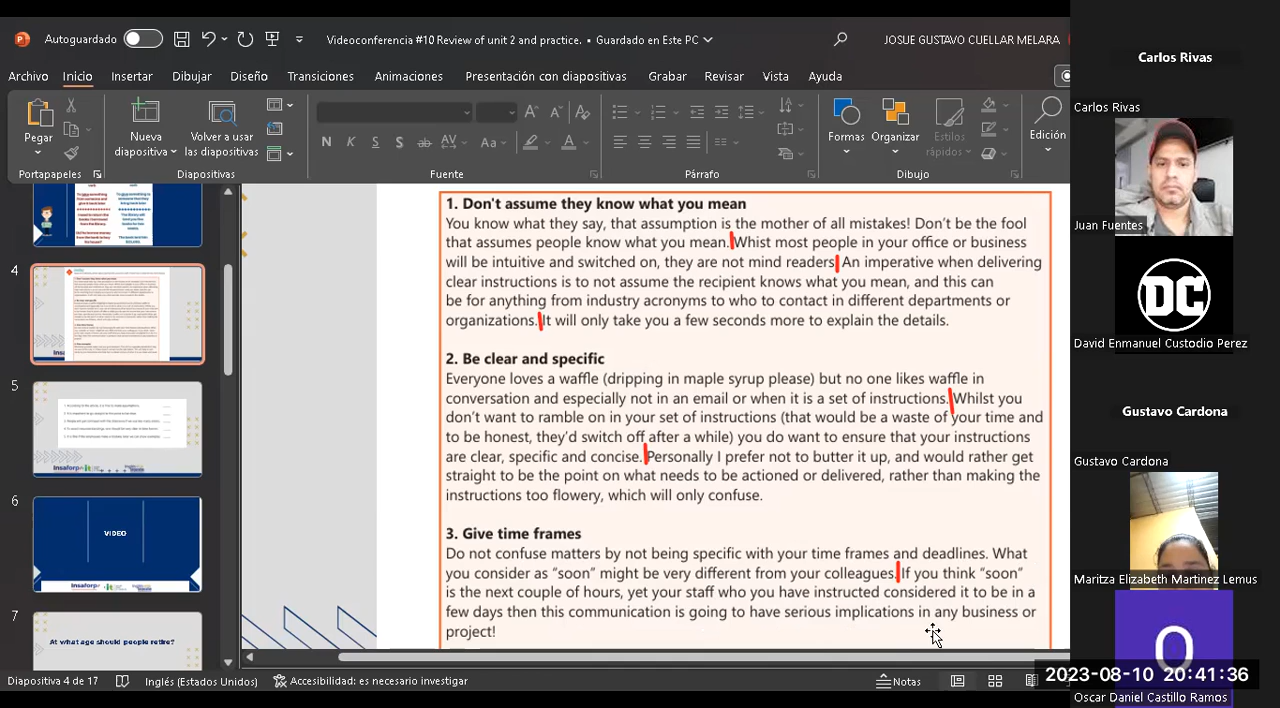 Autoguardado
Videoconferencia #10 Review of unit 2 and practice. • Guardado en Este PC
JOSUE GUSTAVO CUELLAR MELARA
Archivo Inicio Insertar Dibujar Diseño Transiciones Animaciones Presentación con diapositivas Grabar Revisar Vista Ayuda
Pegar
Nueva diapositiva
Volver a usar las diapositivas
N K S S ab AV Aa A
Formas
Organizar
Estilos rápidos
Edición
Portapapeles
Diapositivas
Fuente
Párrafo
Dibujo
4
5
6
VIDEO
7
At what age should people retire?
1. Don't assume they know what you mean
You know what they say, that assumption is the mother of all mistakes! Don't be the fool
that assumes people know what you mean. Whist most people in your office or business
will be intuitive and switched on, they are not mind readers. An imperative when delivering
clear instructions is to not assume the recipient knows what you mean, and this can
be for anything from industry acronyms to who to contact in different departments or
organizations. It will only take you a few seconds more to explain the details.
2. Be clear and specific
Everyone loves a waffle (dripping in maple syrup please) but no one likes waffle in
conversation and especially not in an email or when it is a set of instructions. Whilst you
don't want to ramble on in your set of instructions (that would be a waste of your time and
to be honest, they'd switch off after a while) you do want to ensure that your instructions
are clear, specific and concise. Personally I prefer not to butter it up, and would rather get
straight to be the point on what needs to be actioned or delivered, rather than making the
instructions too flowery, which will only confuse.
3. Give time frames
Do not confuse matters by not being specific with your time frames and deadlines. What
you consider as “soon” might be very different from your colleagues. If you think “soon”
is the next couple of hours, yet your staff who you have instructed considered it to be in a
few days then this communication is going to have serious implications in any business or
project!
Diapositiva 4 de 17
Inglés (Estados Unidos)
Accesibilidad: es necesario investigar
Notas
Carlos Rivas
Carlos Rivas
Juan Fuentes
DC
David Enmanuel Custodio Perez
Gustavo Cardona
Gustavo Cardona
Maritza Elizabeth Martinez Lemus
O
2023-08-10 20:41:36
Oscar Daniel Castillo Ramos